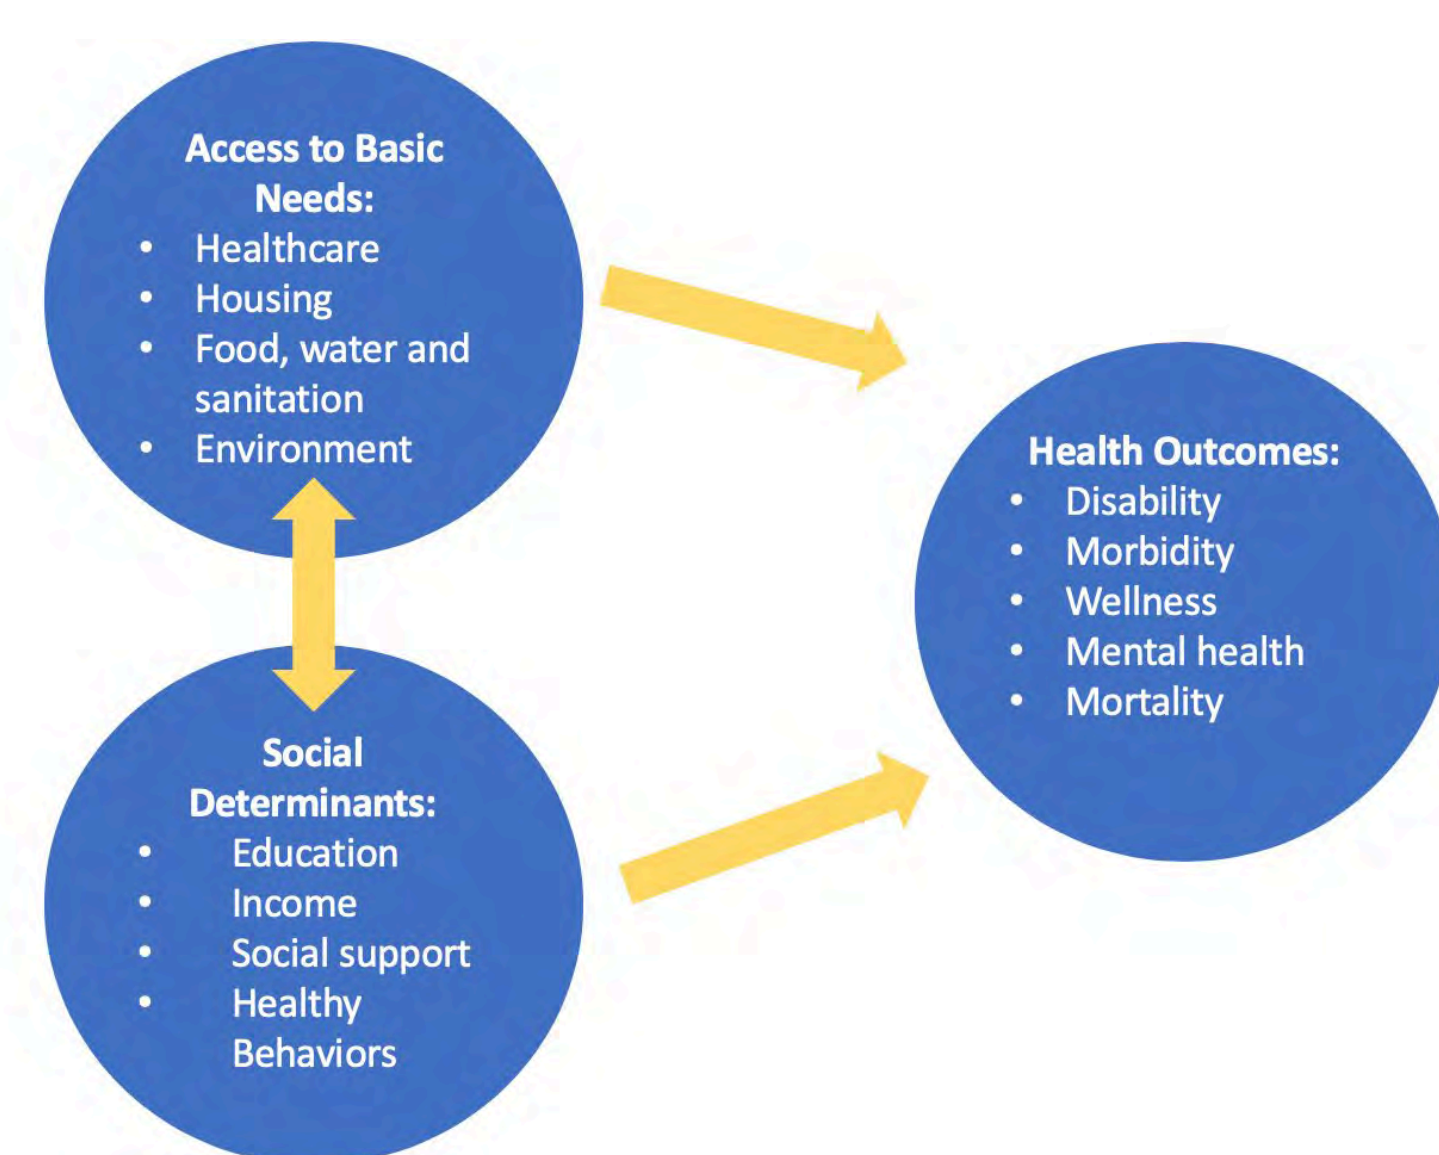 Access to Basic
Needs:
• Healthcare
• Housing
• Food, water and
sanitation
• Environment
Social
Determinants:
• Education
• Income
• Social support
• Healthy
Behaviors
Health Outcomes:
• Disability
• Morbidity
• Wellness
• Mental health
• Mortality